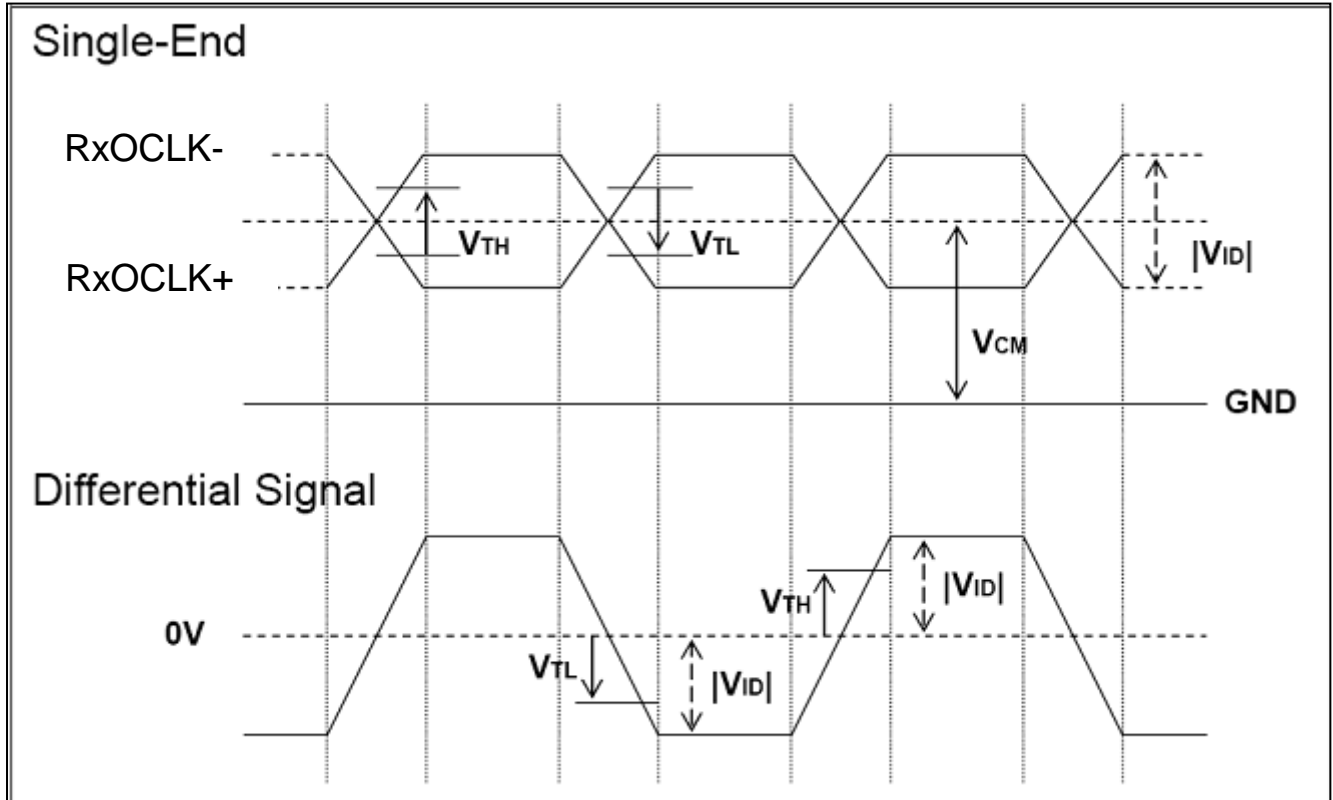 Single-End
RxOCLK-
VTH
VTL
RxOCLK+
|VID|
VCM
GND
Differential Signal
VTH
|VID|
0V
VTL
|VID|